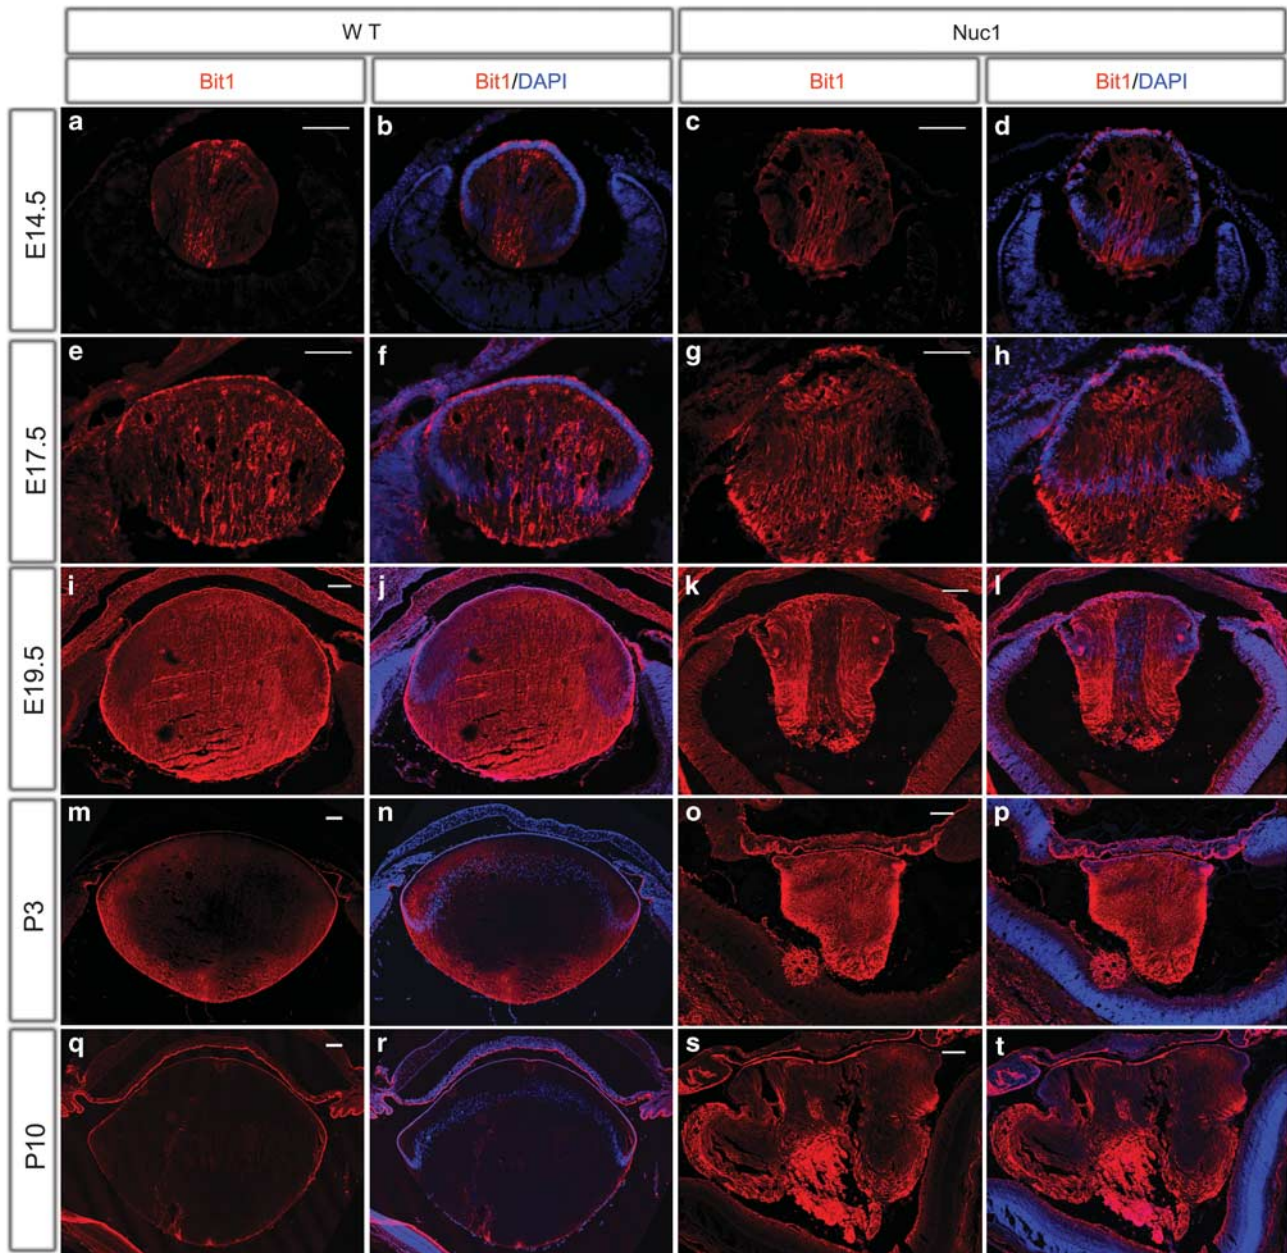 W T Nuc1
Bit1 Bit1/DAPI Bit1 Bit1/DAPI
E14.5
a b c d
E17.5
e f g h
E19.5
i j k l
P3
m n o p
P10
q r s t